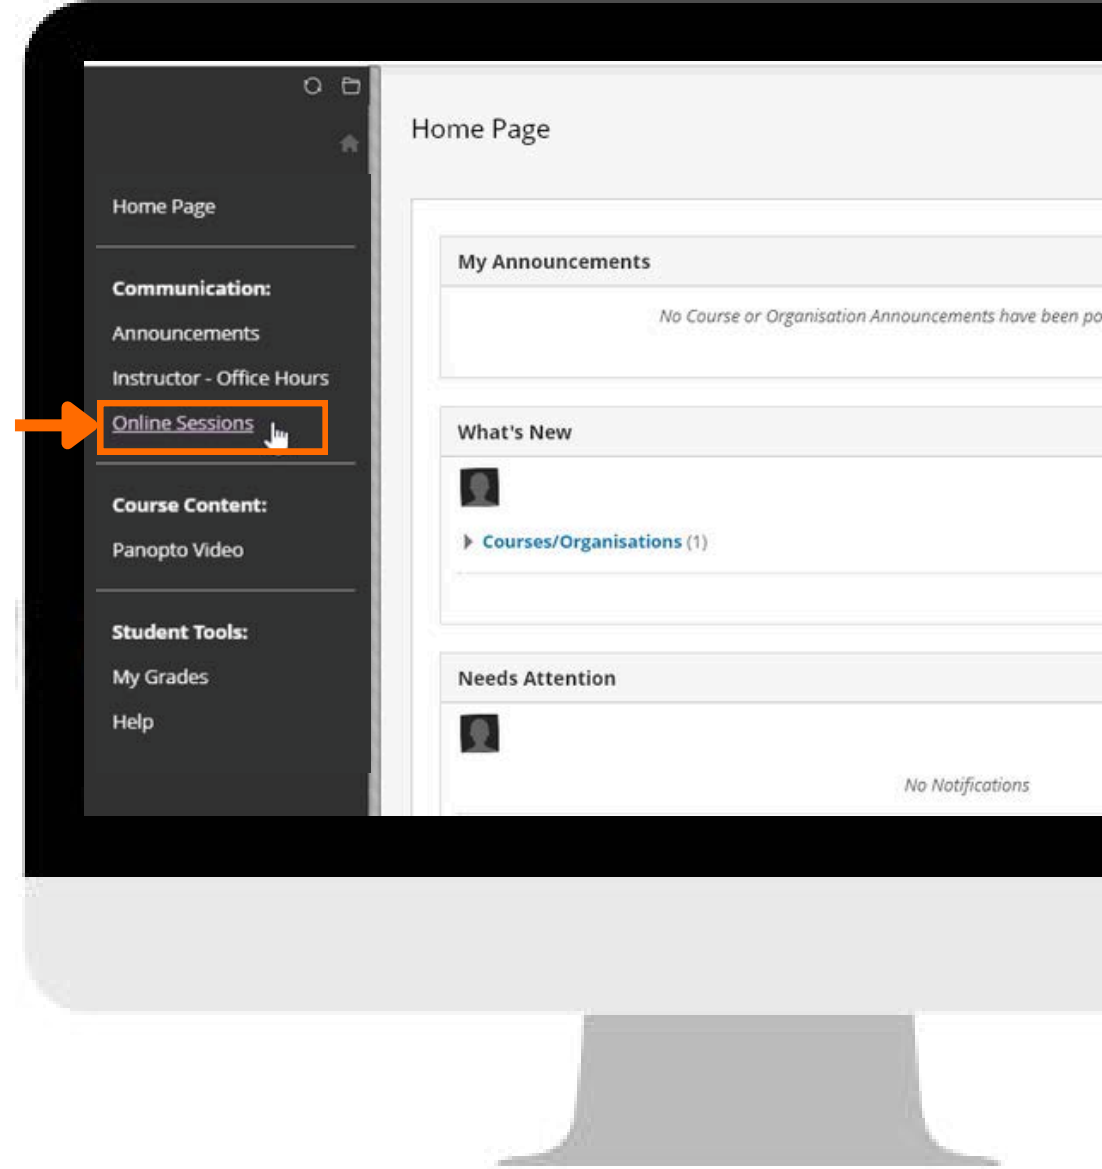 Home Page
Communication:
Announcements
Instructor - Office Hours
Online Sessions
Course Content:
Panopto Video
Student Tools:
My Grades
Help
Home Page
My Announcements
No Course or Organisation Announcements have been po
What's New
Courses/Organisations (1)
Needs Attention
No Notifications